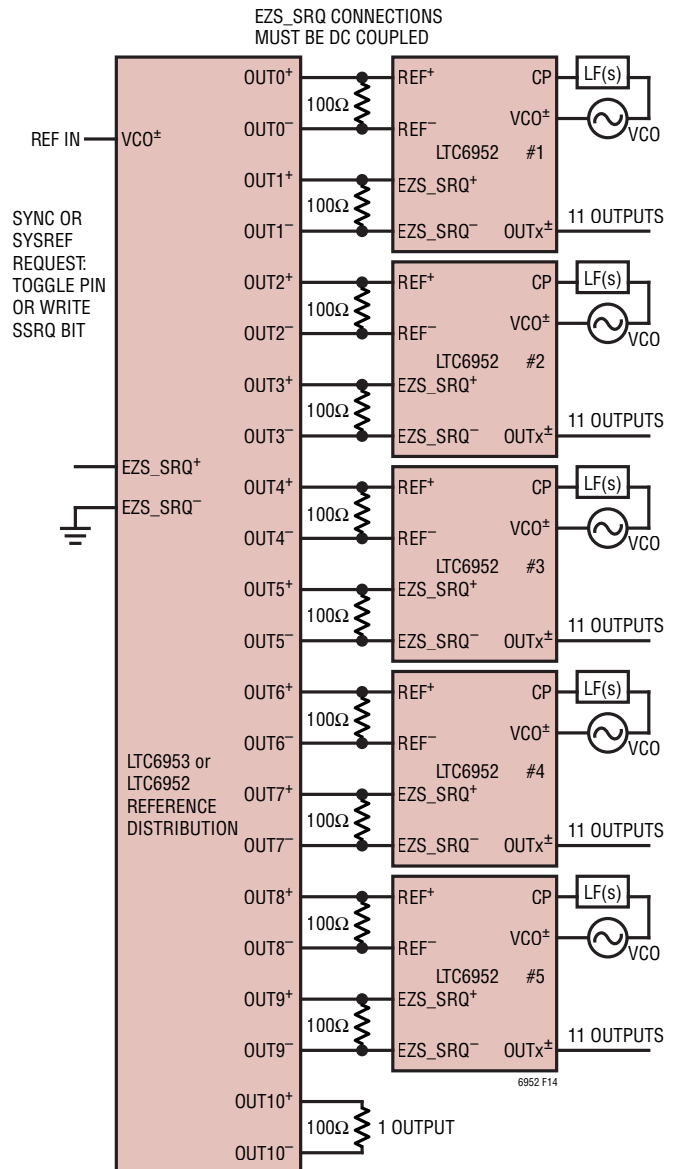 EZS_SRQ CONNECTIONS
MUST BE DC COUPLED
REF IN
VCO±
SYNC OR
SYSREF
REQUEST:
TOGGLE PIN
OR WRITE
SSRQ BIT
EZS_SRQ+
EZS_SRQ–
LTC6953 or
LTC6952
REFERENCE
DISTRIBUTION
OUT0+
100Ω
OUT0–
OUT1+
100Ω
OUT1–
REF+
CP
LF(s)
VCO±
VCO
REF–
LTC6952 #1
EZS_SRQ+
EZS_SRQ– OUTx±
11 OUTPUTS
OUT2+
100Ω
OUT2–
OUT3+
100Ω
OUT3–
REF+
CP
LF(s)
VCO±
VCO
REF–
LTC6952 #2
EZS_SRQ+
EZS_SRQ– OUTx±
11 OUTPUTS
OUT4+
100Ω
OUT4–
OUT5+
100Ω
OUT5–
REF+
CP
LF(s)
VCO±
VCO
REF–
LTC6952 #3
EZS_SRQ+
EZS_SRQ– OUTx±
11 OUTPUTS
OUT6+
100Ω
OUT6–
OUT7+
100Ω
OUT7–
REF+
CP
LF(s)
VCO±
VCO
REF–
LTC6952 #4
EZS_SRQ+
EZS_SRQ– OUTx±
11 OUTPUTS
OUT8+
100Ω
OUT8–
OUT9+
100Ω
OUT9–
REF+
CP
LF(s)
VCO±
VCO
REF–
LTC6952 #5
EZS_SRQ+
EZS_SRQ– OUTx±
11 OUTPUTS
6952 F14
OUT10+
100Ω
1 OUTPUT
OUT10–